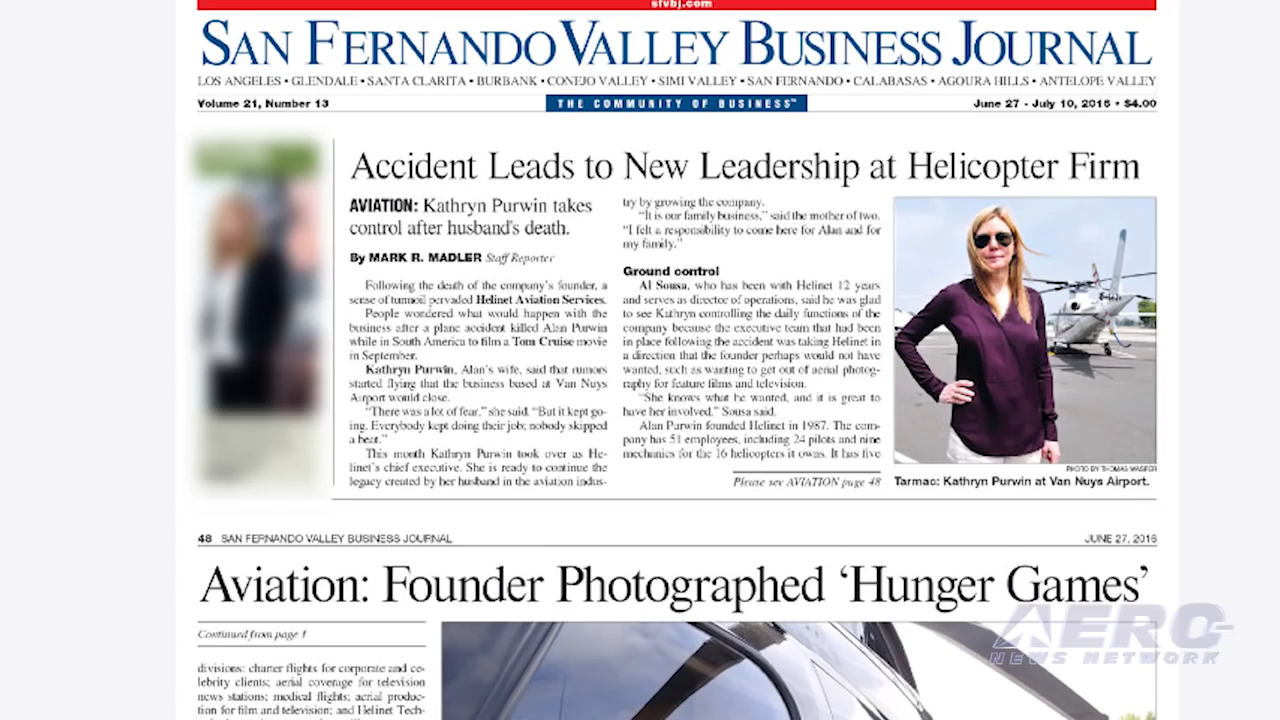 sfvbj.com
SAN FERNANDO VALLEY BUSINESS JOURNAL
LOS ANGELES • GLENDALE • SANTA CLARITA • BURBANK • CONEJO VALLEY • SIMI VALLEY • SAN FERNANDO • CALABASAS • AGOURA HILLS • ANTELOPE VALLEY
Volume 21, Number 13
THE COMMUNITY OF BUSINESS™
June 27 - July 10, 2016 • $4.00
Accident Leads to New Leadership at Helicopter Firm
AVIATION: Kathryn Purwin takes
control after husband's death.
By MARK R. MADLER Staff Reporter
Following the death of the company's founder, a
sense of turmoil pervaded Helinet Aviation Services.
People wondered what would happen with the
business after a plane accident killed Alan Purwin
while in South America to film a Tom Cruise movie
in September.
Kathryn Purwin, Alan's wife, said that rumors
started flying that the business based at Van Nuys
Airport would close.
"There was a lot of fear," she said. "But it kept go-
ing. Everybody kept doing their job; nobody skipped
a beat."
This month Kathryn Purwin took over as He-
linet's chief executive. She is ready to continue the
legacy created by her husband in the aviation indus-
try by growing the company.
"It is our family business," said the mother of two.
"I felt a responsibility to come here for Alan and for
my family."
Ground control
Al Sousa, who has been with Helinet 12 years
and serves as director of operations, said he was glad
to see Kathryn controlling the daily functions of the
company because the executive team that had been
in place following the accident was taking Helinet in
a direction that the founder perhaps would not have
wanted, such as wanting to get out of aerial photog-
raphy for feature films and television.
"She knows what he wanted, and it is great to
have her involved," Sousa said.
Alan Purwin founded Helinet in 1987. The com-
pany has 51 employees, including 24 pilots and nine
mechanics for the 16 helicopters it owns. It has five
Please see AVIATION page 48
PHOTO BY THOMAS WASPER
Tarmac: Kathryn Purwin at Van Nuys Airport.
48 SAN FERNANDO VALLEY BUSINESS JOURNAL
JUNE 27, 2016
Aviation: Founder Photographed 'Hunger Games'
Continued from page 1
divisions: charter flights for corporate and ce-
lebrity clients; aerial coverage for television
news stations; medical flights; aerial produc-
tion for film and television; and Helinet Tech-
AERO
NEWS NETWORK